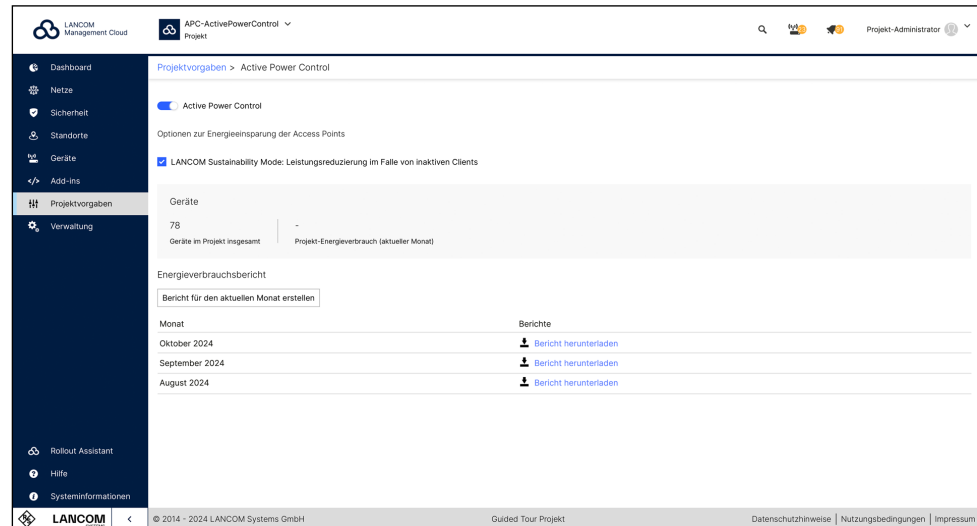 LANCOM
Management Cloud
APC-ActivePowerControl
Projekt
Projekt-Administrator
Dashboard
Netze
Sicherheit
Standorte
Geräte
Add-ins
Projektvorgaben
Verwaltung
Projektvorgaben > Active Power Control
Active Power Control
Optionen zur Energieeinsparung der Access Points
LANCOM Sustainability Mode: Leistungsreduzierung im Falle von inaktiven Clients
Geräte
78
-
Geräte im Projekt insgesamt
Projekt-Energieverbrauch (aktueller Monat)
Energieverbrauchsbericht
Bericht für den aktuellen Monat erstellen
Monat
Berichte
Oktober 2024
Bericht herunterladen
September 2024
Bericht herunterladen
August 2024
Bericht herunterladen
Rollout Assistant
Hilfe
Systeminformationen
LANCOM
SYSTEMS
© 2014 - 2024 LANCOM Systems GmbH
Guided Tour Projekt
Datenschutzhinweise | Nutzungsbedingungen | Impressum